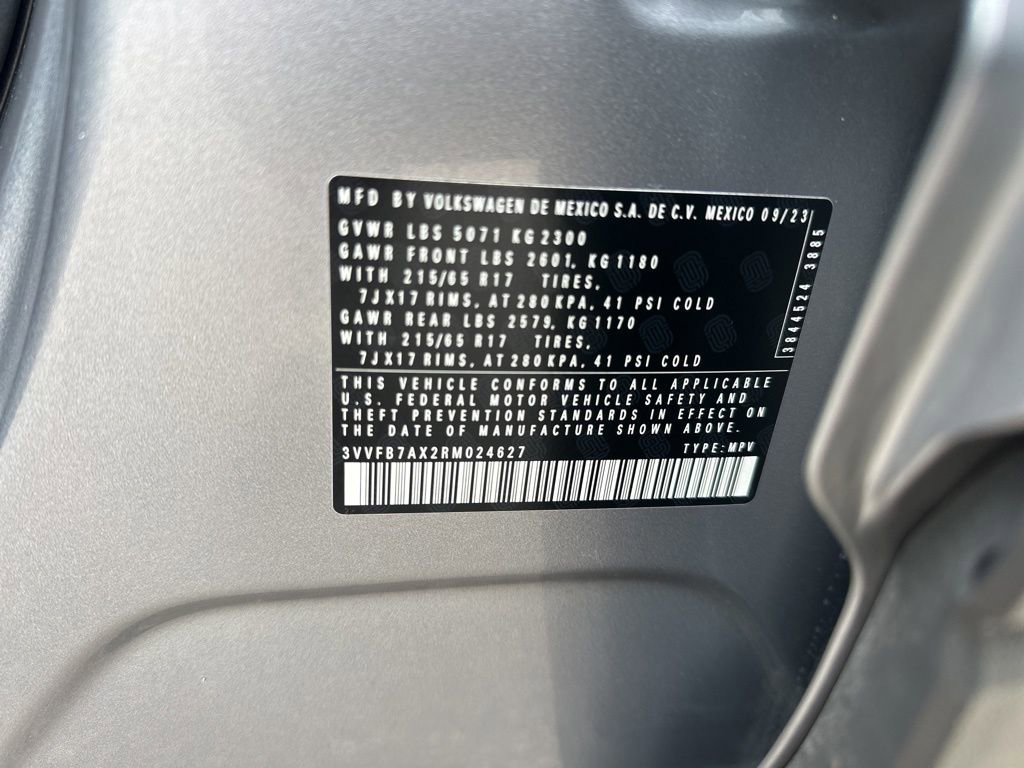 MFD BY VOLKSWAGEN DE MEXICO S.A. DE C.V. MEXICO 09/23
GVWR LBS 5071 KG 2300
GAWR FRONT LBS 2601, KG 1180
WITH 215/65 R17 TIRES,
7JX17 RIMS, AT 280 KPA, 41 PSI COLD
GAWR REAR LBS 2579, KG 1170
WITH 215/65 R17 TIRES,
7JX17 RIMS, AT 280 KPA, 41 PSI COLD
3844524 3885
THIS VEHICLE CONFORMS TO ALL APPLICABLE
U.S. FEDERAL MOTOR VEHICLE SAFETY AND
THEFT PREVENTION STANDARDS IN EFFECT ON
THE DATE OF MANUFACTURE SHOWN ABOVE.
3VVFB7AX2RM024627 TYPE: MPV